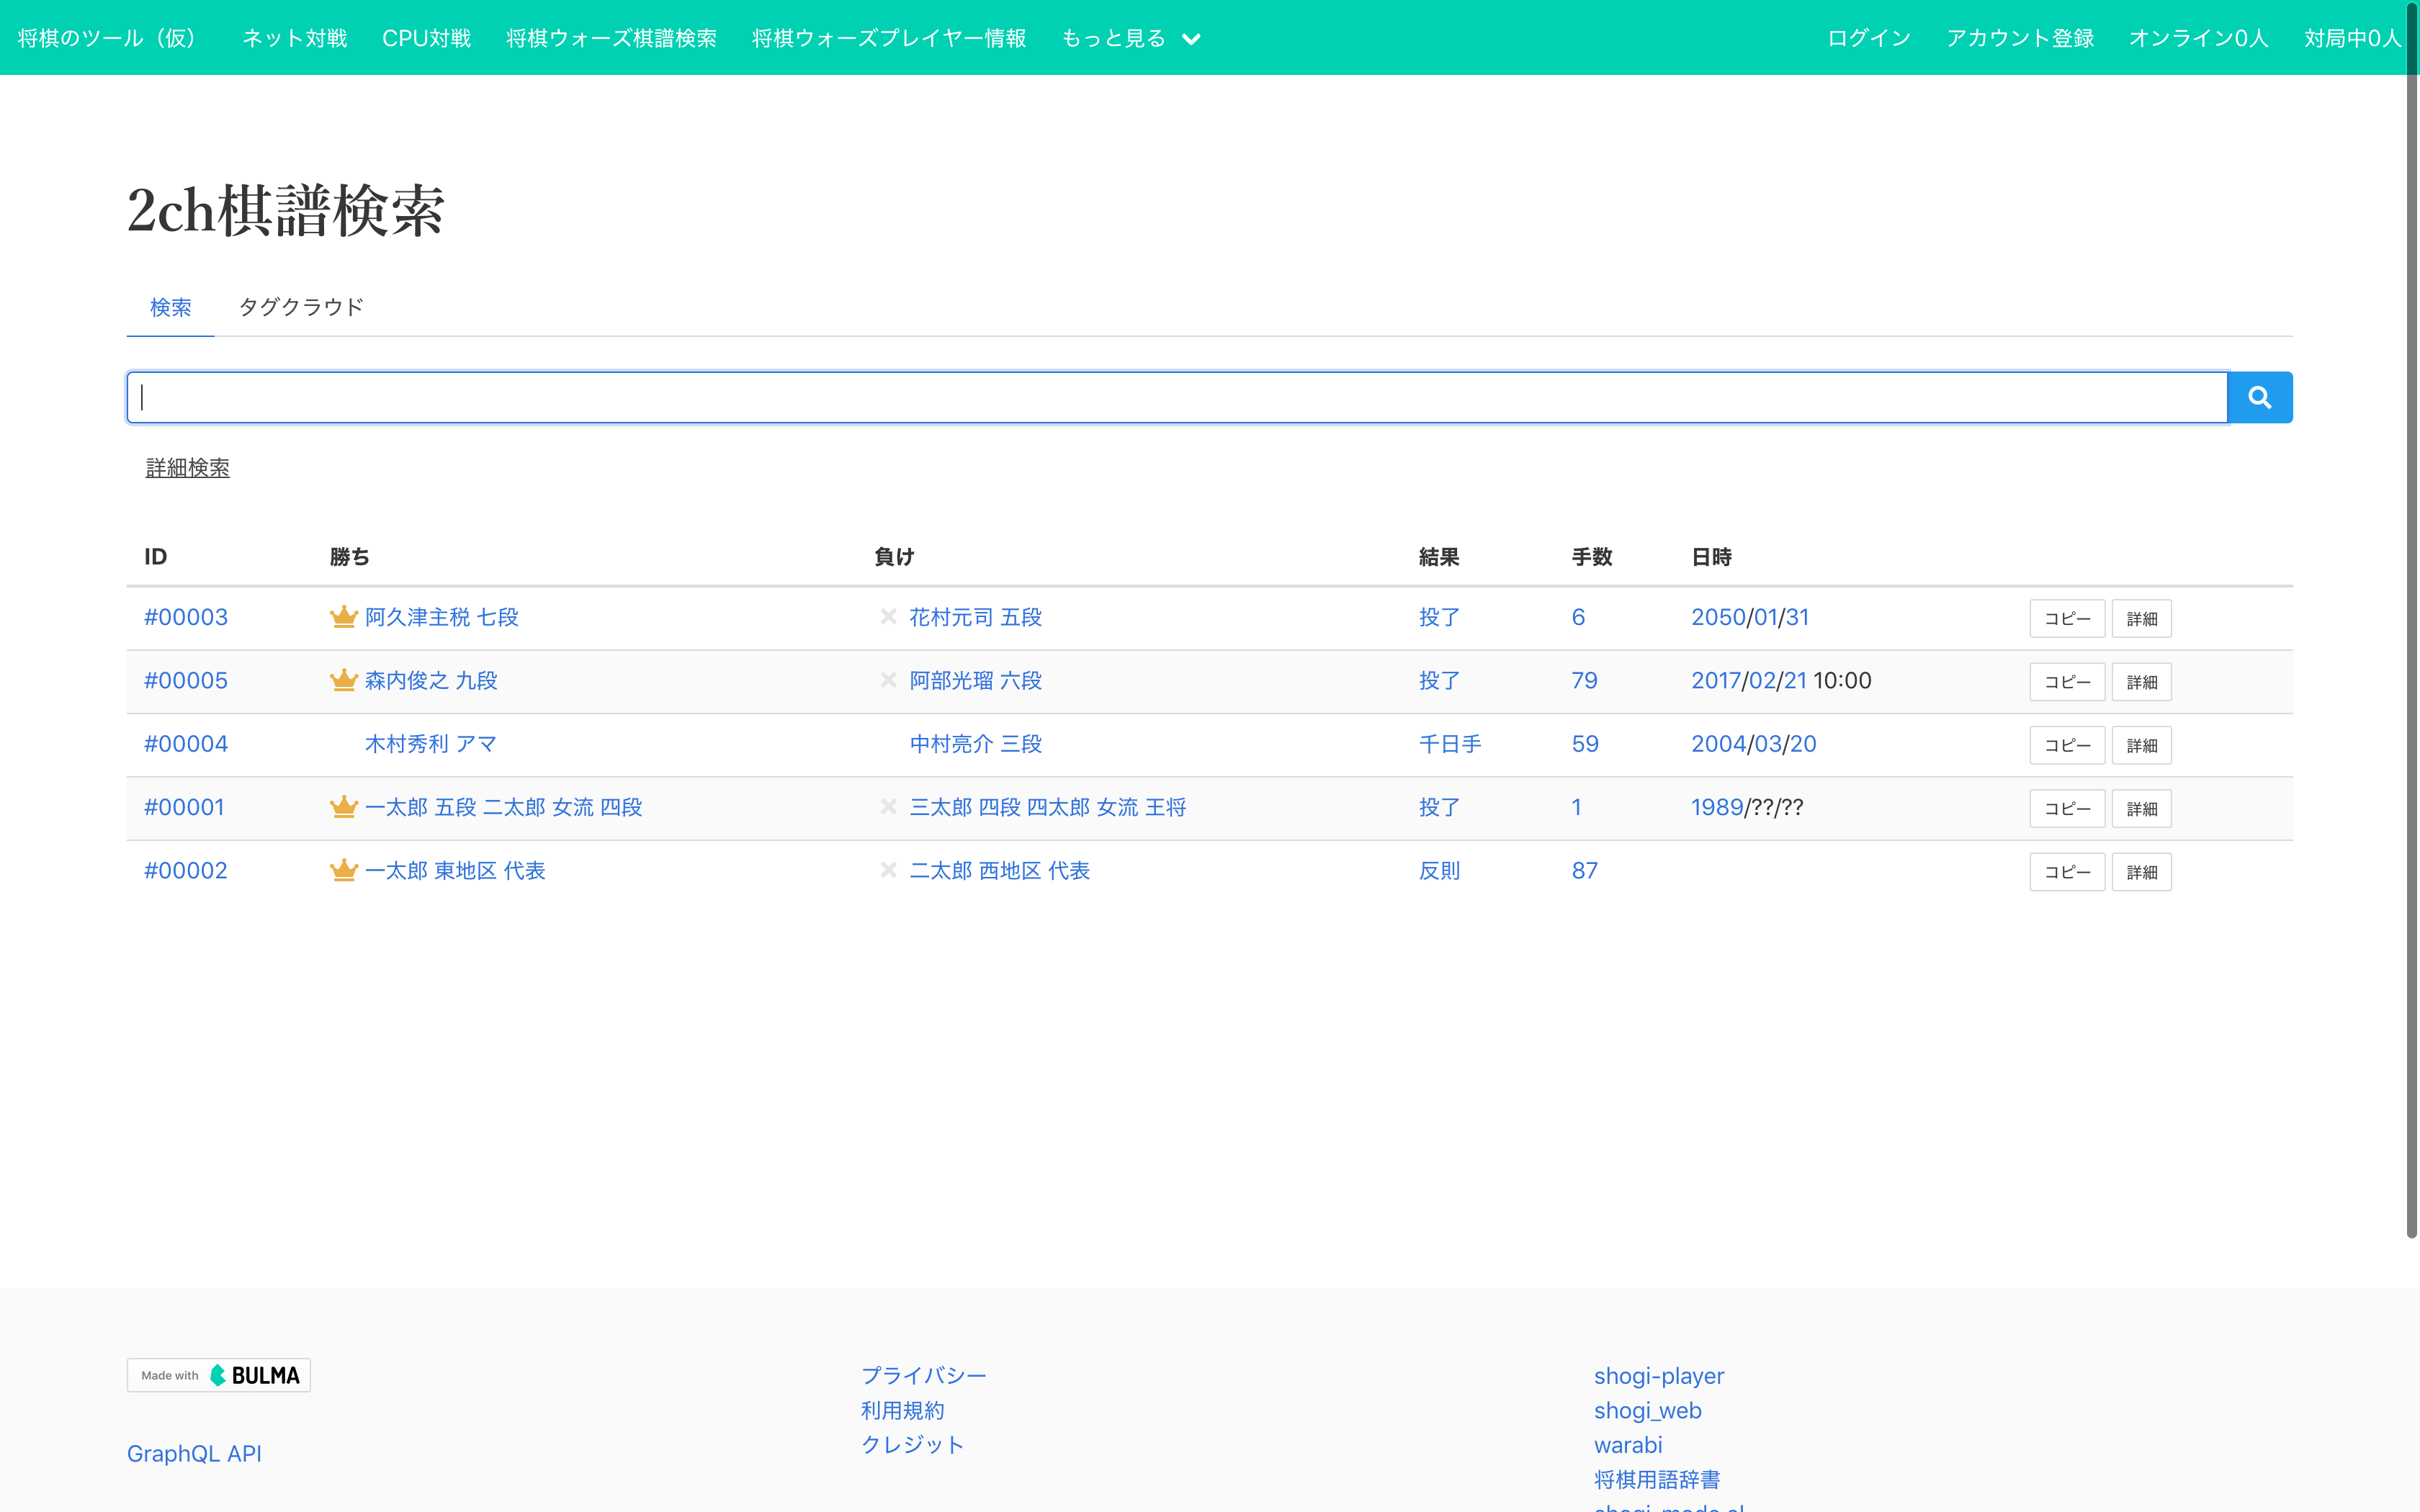 将棋のツール（仮） ネット対戦 CPU対戦 将棋ウォーズ棋譜検索 将棋ウォーズプレイヤー情報 もっと見る ログイン アカウント登録 オンライン0人 対局中0人
2ch棋譜検索
検索 タグクラウド
詳細検索
ID 勝ち 負け 結果 手数 日時
#00003 阿久津主税 七段 花村元司 五段 投了 6 2050/01/31 コピー 詳細
#00005 森内俊之 九段 阿部光瑠 六段 投了 79 2017/02/21 10:00 コピー 詳細
#00004 木村秀利 アマ 中村亮介 三段 千日手 59 2004/03/20 コピー 詳細
#00001 一太郎 五段 二太郎 女流 四段 三太郎 四段 四太郎 女流 王将 投了 1 1989/??/?? コピー 詳細
#00002 一太郎 東地区 代表 二太郎 西地区 代表 反則 87 コピー 詳細
Made with BULMA
GraphQL API
プライバシー
利用規約
クレジット
shogi-player
shogi_web
warabi
将棋用語辞書